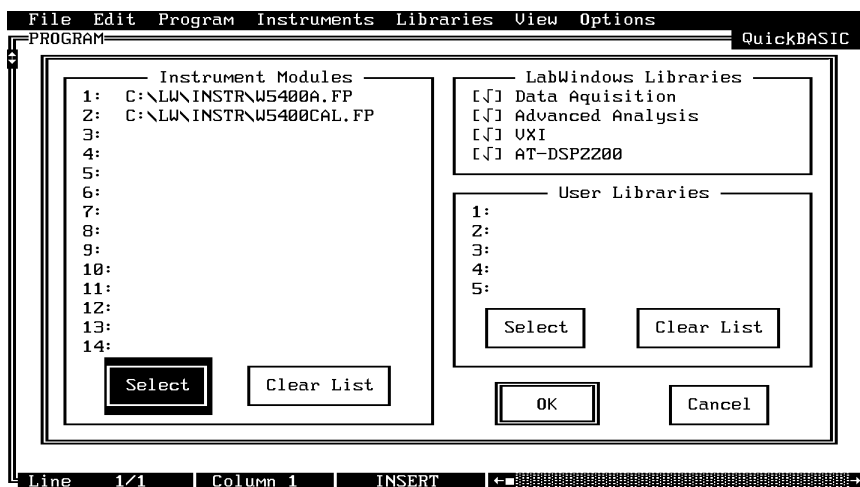 File Edit Program Instruments Libraries View Options
PROGRAM QuickBASIC
Instrument Modules
1: C:\LW\INSTR\W5400A.FP
2: C:\LW\INSTR\W5400CAL.FP
3:
4:
5:
6:
7:
8:
9:
10:
11:
12:
13:
14:
Select Clear List
LabWindows Libraries
[√] Data Aquisition
[√] Advanced Analysis
[√] VXI
[√] AT-DSP2200
User Libraries
1:
2:
3:
4:
5:
Select Clear List
OK Cancel
Line 1/1 Column 1 INSERT